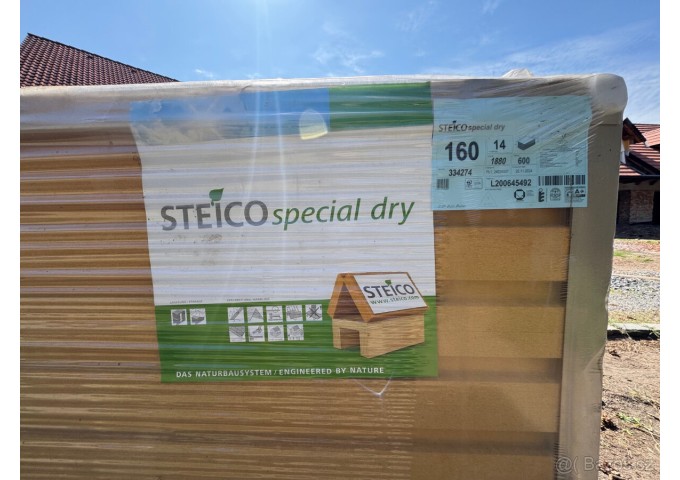 STEICO special dry
160
14
1880
600
334274
L200645492
STEICO special dry
STEICO
www.steico.com
DAS NATURBAUSYSTEM / ENGINEERED BY NATURE